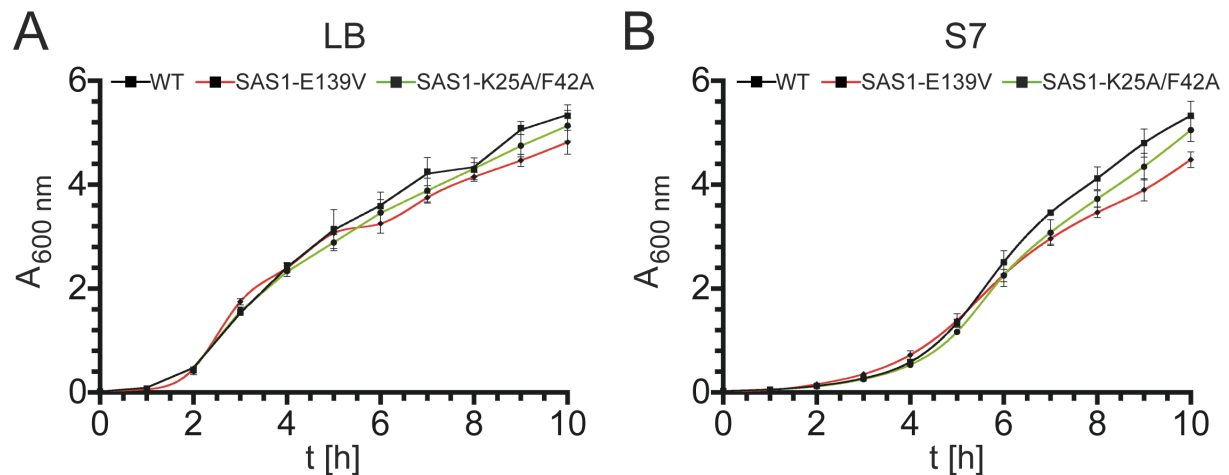 A
LB
WT SAS1-E139V SAS1-K25A/F42A
6
4
2
0
A600 nm
0 2 4 6 8 10
t [h]
B
S7
WT SAS1-E139V SAS1-K25A/F42A
6
4
2
0
A600 nm
0 2 4 6 8 10
t [h]